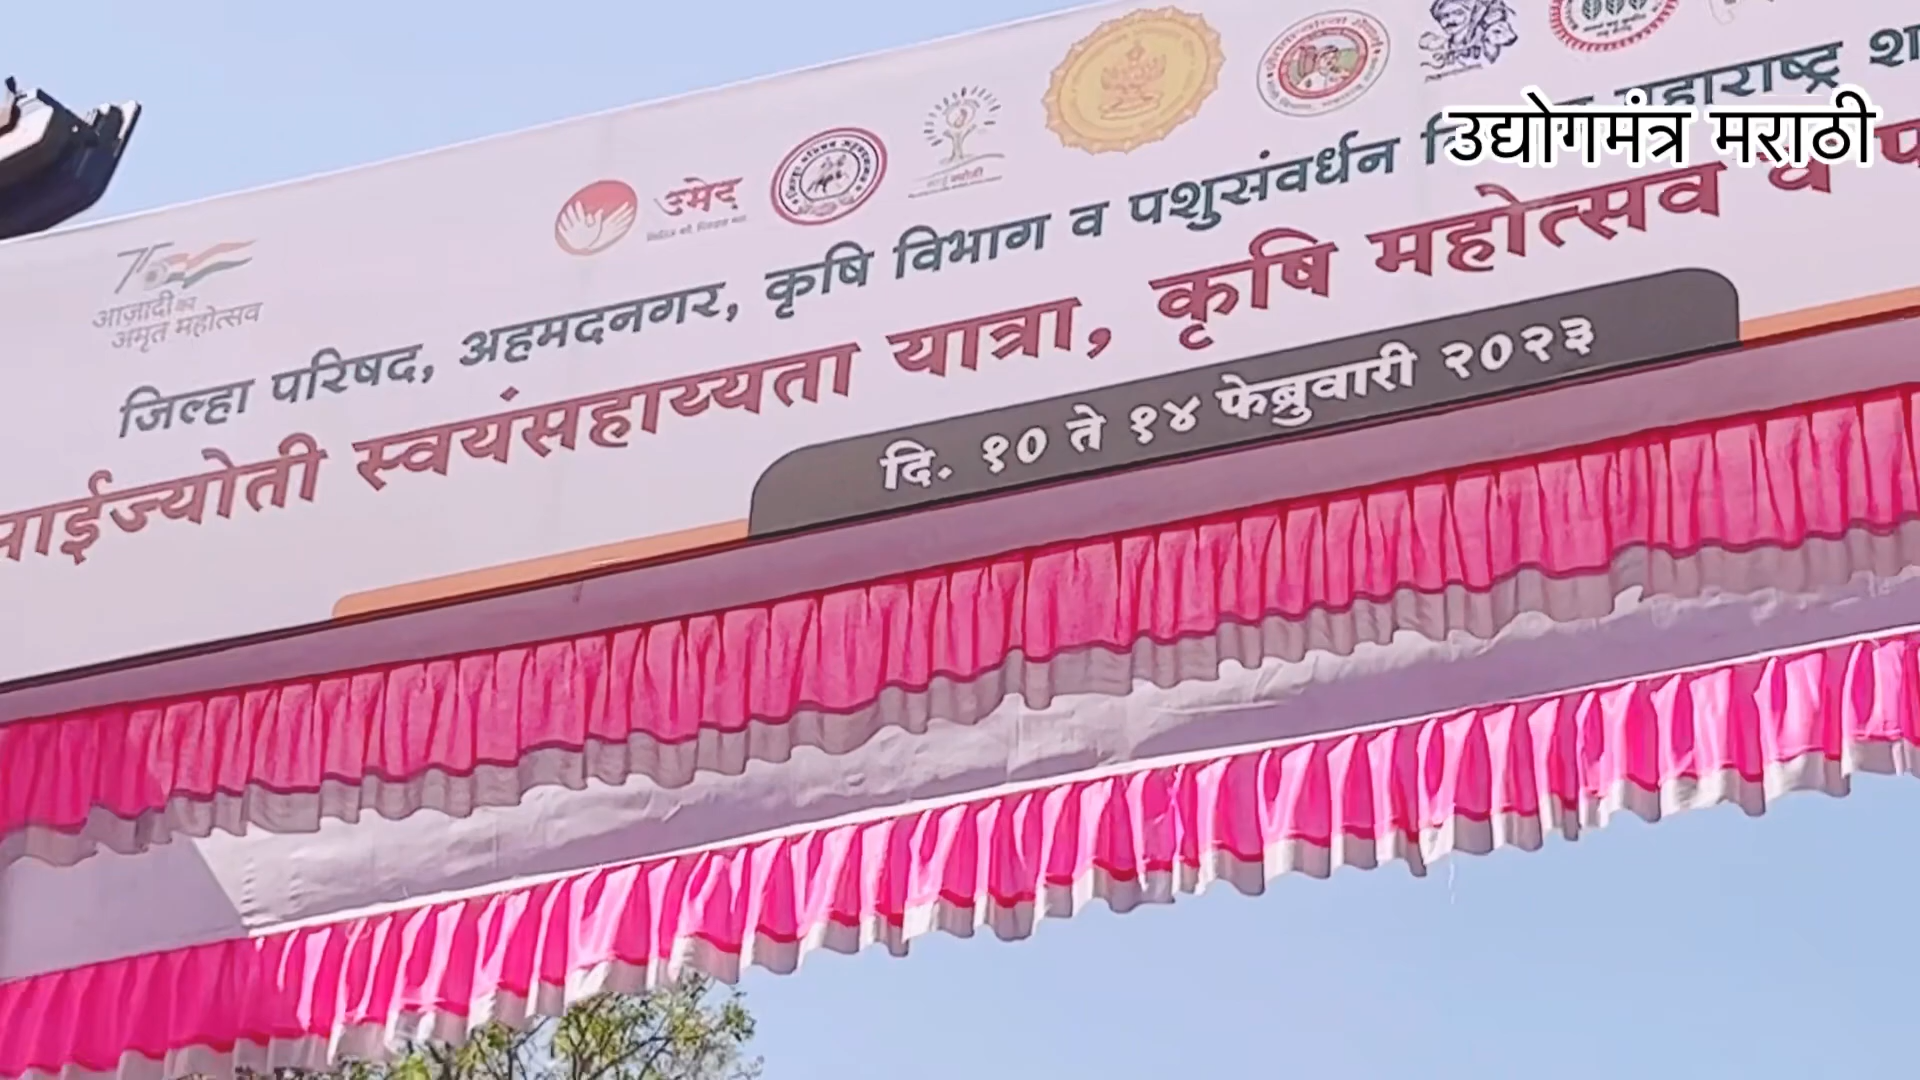 उद्योगमंत्र मराठी
आज़ादी का
अमृत महोत्सव
उमेद
जिल्हा परिषद, अहमदनगर, कृषि विभाग व पशुसंवर्धन महाराष्ट्र
स्वयंसहाय्यता यात्रा, कृषि महोत्सव व
दि. १० ते १४ फेब्रुवारी २०२३